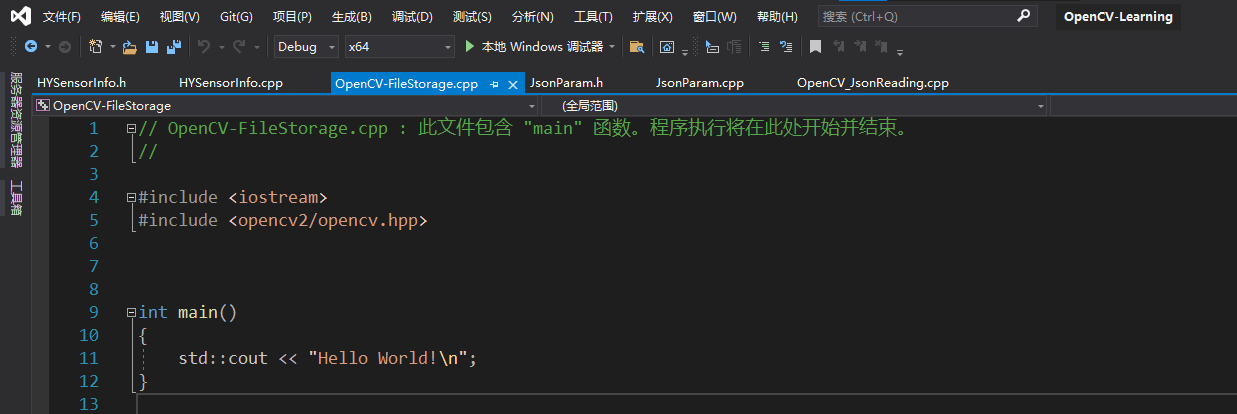 文件(F) 编辑(E) 视图(V) Git(G) 项目(P) 生成(B) 调试(D) 测试(S) 分析(N) 工具(T) 扩展(X) 窗口(W) 帮助(H) 搜索 (Ctrl+Q) OpenCV-Learning
Debug x64 本地 Windows 调试器
服务器资源管理器
工具箱
HYSensorInfo.h HYSensorInfo.cpp OpenCV-FileStorage.cpp JsonParam.h JsonParam.cpp OpenCV_JsonReading.cpp
OpenCV-FileStorage (全局范围)
1 // OpenCV-FileStorage.cpp : 此文件包含 "main" 函数。程序执行将在此处开始并结束。
2 //
3
4 #include <iostream>
5 #include <opencv2/opencv.hpp>
6
7
8
9 int main()
10 {
11 std::cout << "Hello World!\n";
12 }
13